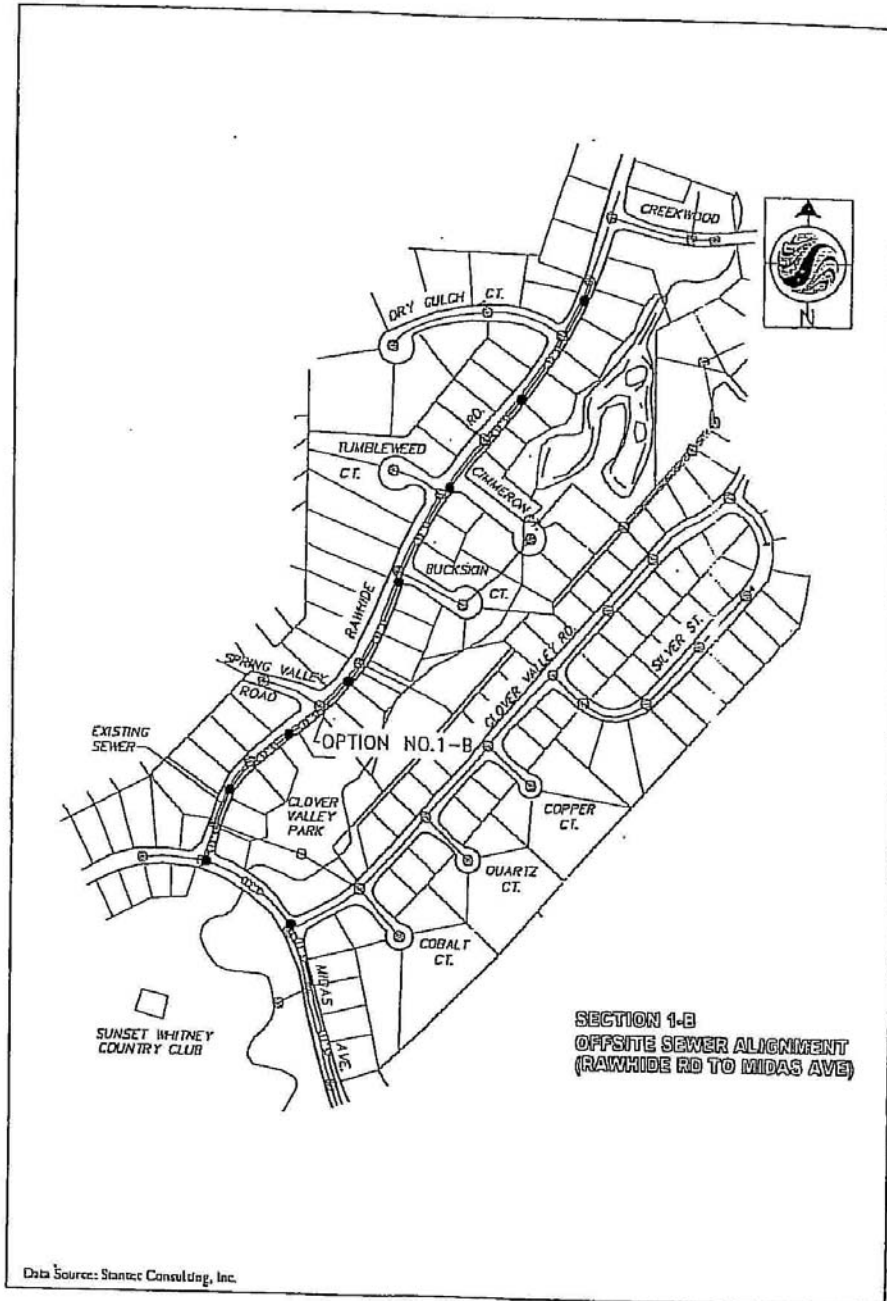 CREEKWOOD
DRY GULCH CT.
RD.
TUMBLEWEED
CT.
CIMMERON
BUCKSKIN
CT.
RAWHIDE
SPRING VALLEY
ROAD
CLOVER VALLEY RD.
SILVER ST.
EXISTING
SEWER
OPTION NO.1-B
CLOVER
VALLEY
PARK
COPPER
CT.
QUARTZ
CT.
COBALT
CT.
MIDAS
AVE.
SUNSET WHITNEY
COUNTRY CLUB
N
SECTION 1-B
OFFSITE SEWER ALIGNMENT
(RAWHIDE RD TO MIDAS AVE)
Data Source: Stantec Consulting, Inc.